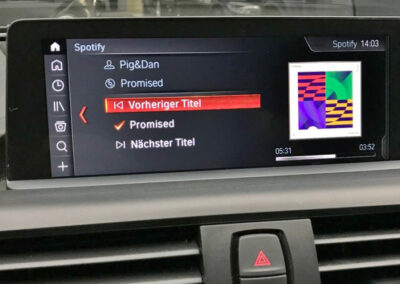 Spotify
Spotify 14:03
Pig&Dan
Promised
Vorheriger Titel
Promised
Nächster Titel
05:31
03:52